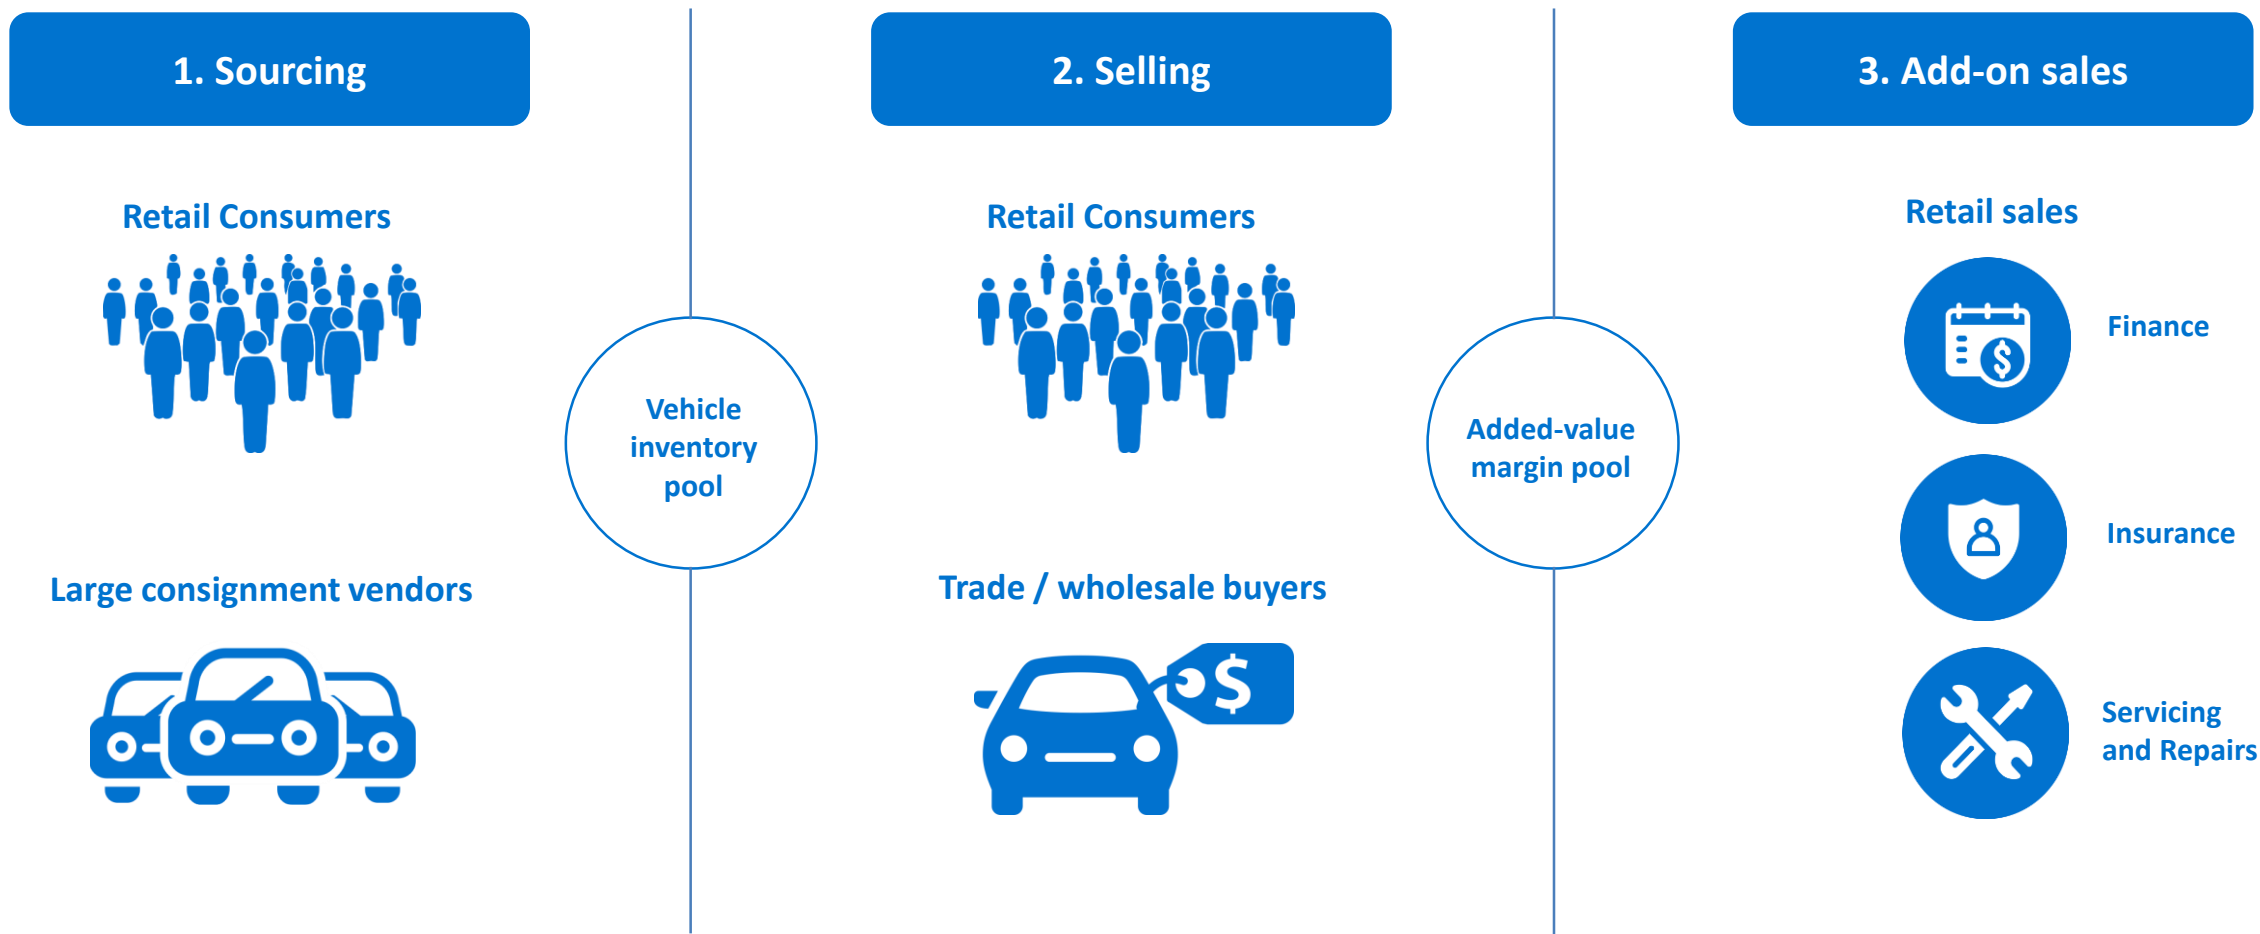 1. Sourcing
Retail Consumers
Large consignment vendors
Vehicle
inventory
pool
2. Selling
Retail Consumers
Trade / wholesale buyers
$
Added-value
margin pool
3. Add-on sales
Retail sales
$
Finance
Insurance
Servicing
and Repairs